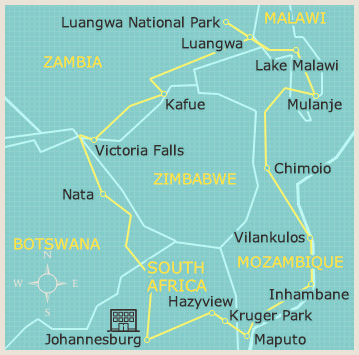 MALAWI
Luangwa National Park
Luangwa
ZAMBIA
Lake Malawi
Kafue
Mulanje
Victoria Falls
Chimoio
ZIMBABWE
Nata
Vilankulos
BOTSWANA
N
W E
S
MOZAMBIQUE
SOUTH
AFRICA
Inhambane
Hazyview
Kruger Park
Johannesburg
Maputo